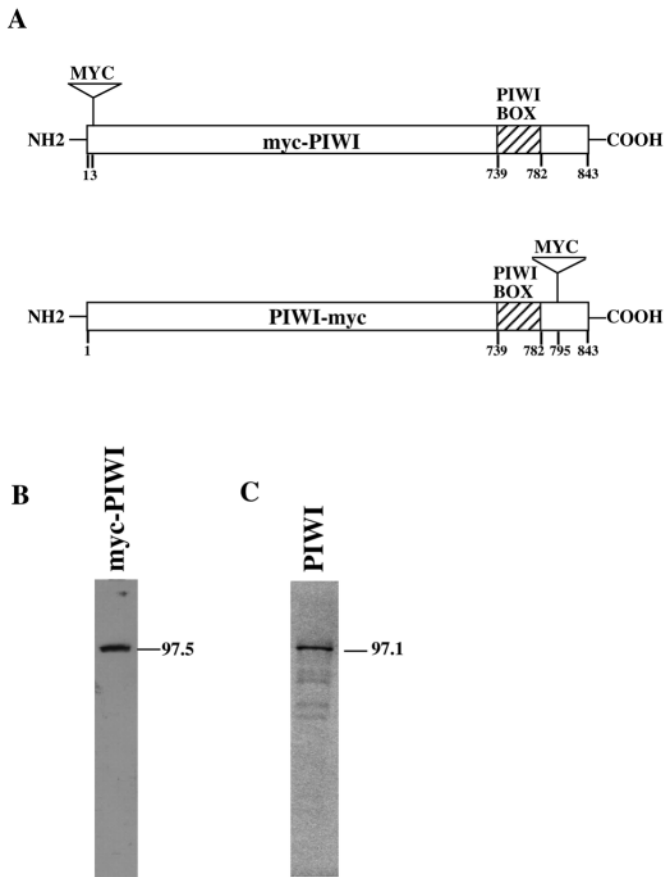 A
MYC
PIWI
BOX
NH2
myc-PIWI
COOH
13
739
782
843
MYC
PIWI
BOX
NH2
PIWI-myc
COOH
1
739
782
795
843
B
myc-PIWI
97.5
C
PIWI
97.1